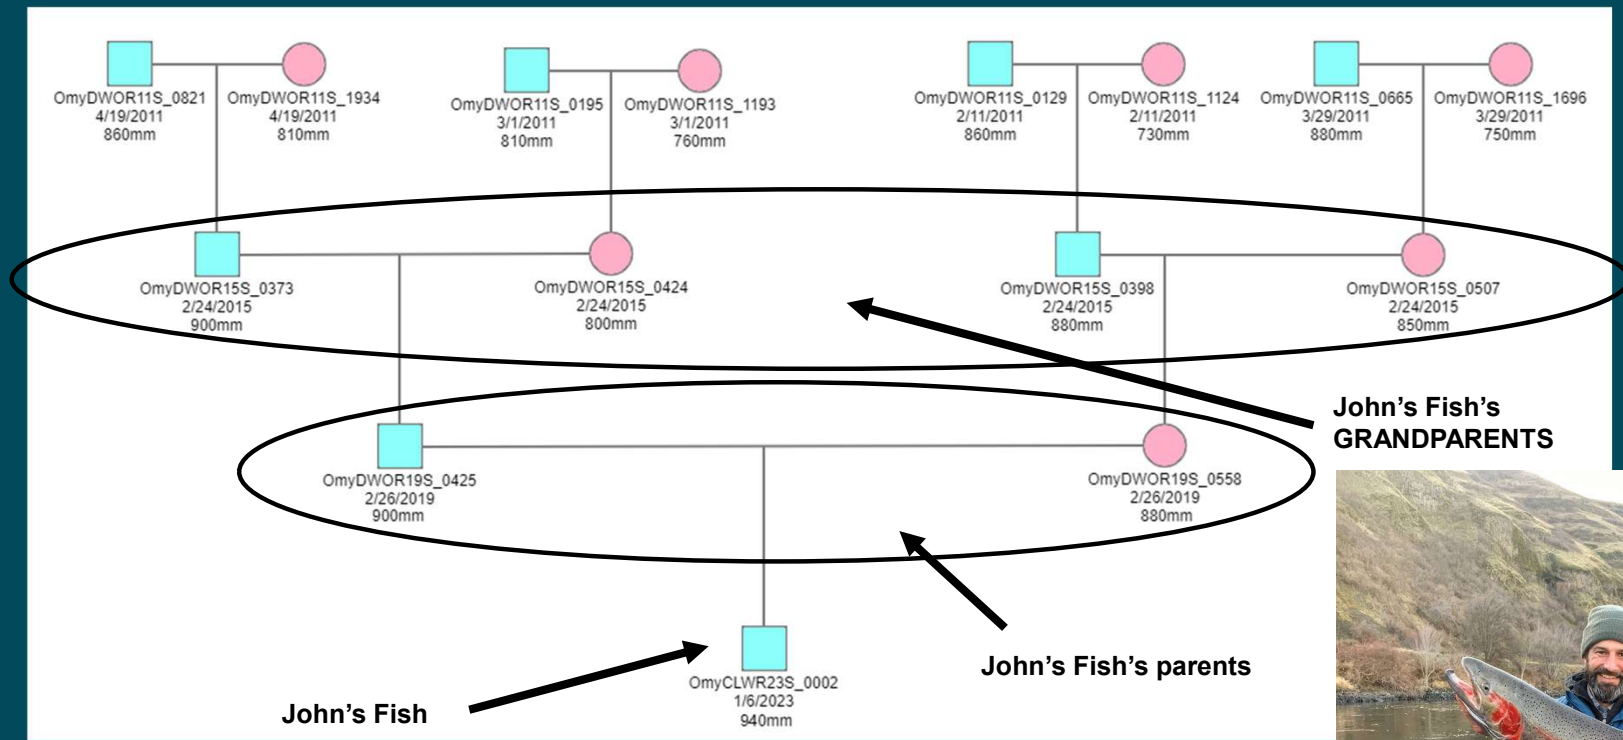 OmyDWOR11S_0821
4/19/2011
860mm
OmyDWOR11S_1934
4/19/2011
810mm
OmyDWOR11S_0195
3/1/2011
810mm
OmyDWOR11S_1193
3/1/2011
760mm
OmyDWOR11S_0129
2/11/2011
860mm
OmyDWOR11S_1124
2/11/2011
730mm
OmyDWOR11S_0665
3/29/2011
880mm
OmyDWOR11S_1696
3/29/2011
750mm
OmyDWOR15S_0373
2/24/2015
900mm
OmyDWOR15S_0424
2/24/2015
800mm
OmyDWOR15S_0398
2/24/2015
880mm
OmyDWOR15S_0507
2/24/2015
850mm
John’s Fish’s
GRANDPARENTS
OmyDWOR19S_0425
2/26/2019
900mm
OmyDWOR19S_0558
2/26/2019
880mm
John’s Fish’s parents
OmyCLWR23S_0002
1/6/2023
940mm
John’s Fish